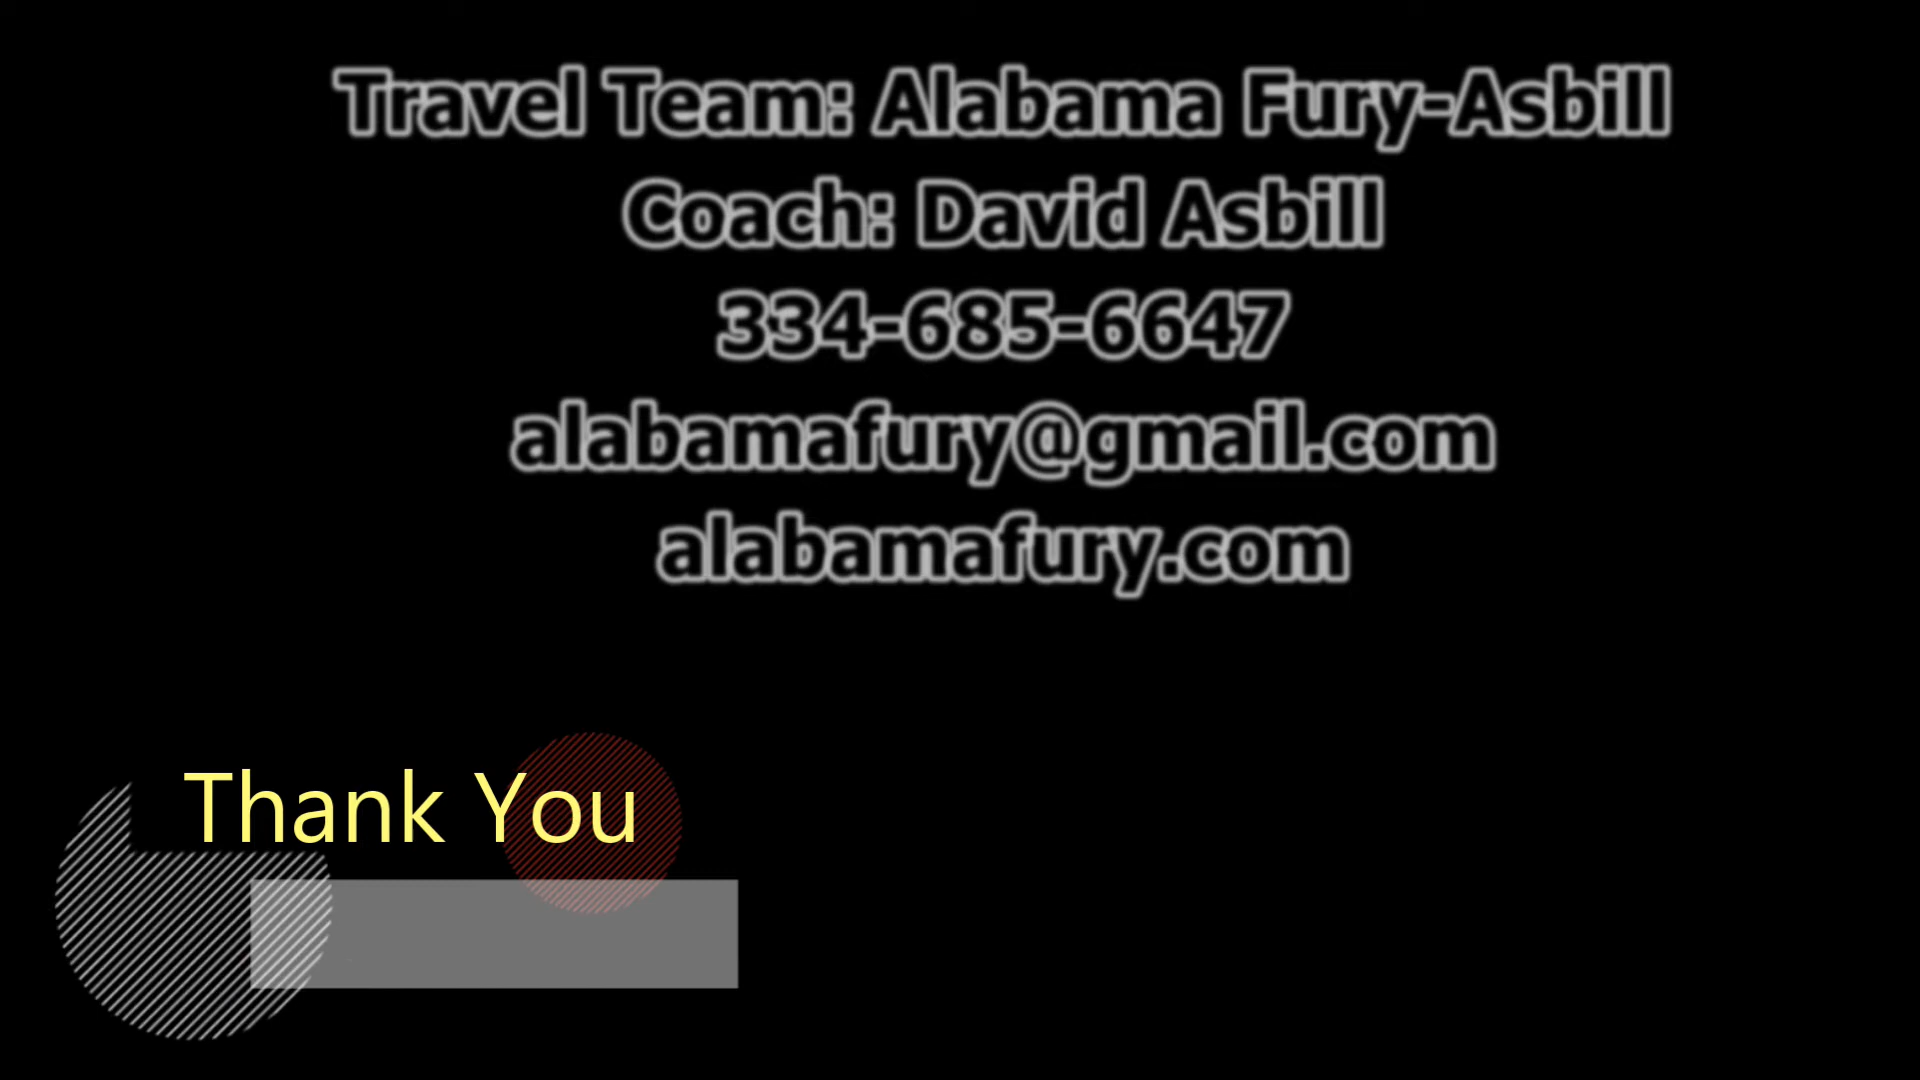 Travel Team: Alabama Fury-Asbill
Coach: David Asbill
334-685-6647
alabamafury@gmail.com
alabamafury.com
Thank You